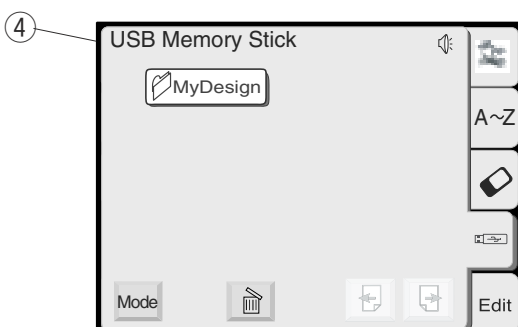 ④
USB Memory Stick
MyDesign
A~Z
Mode
Edit